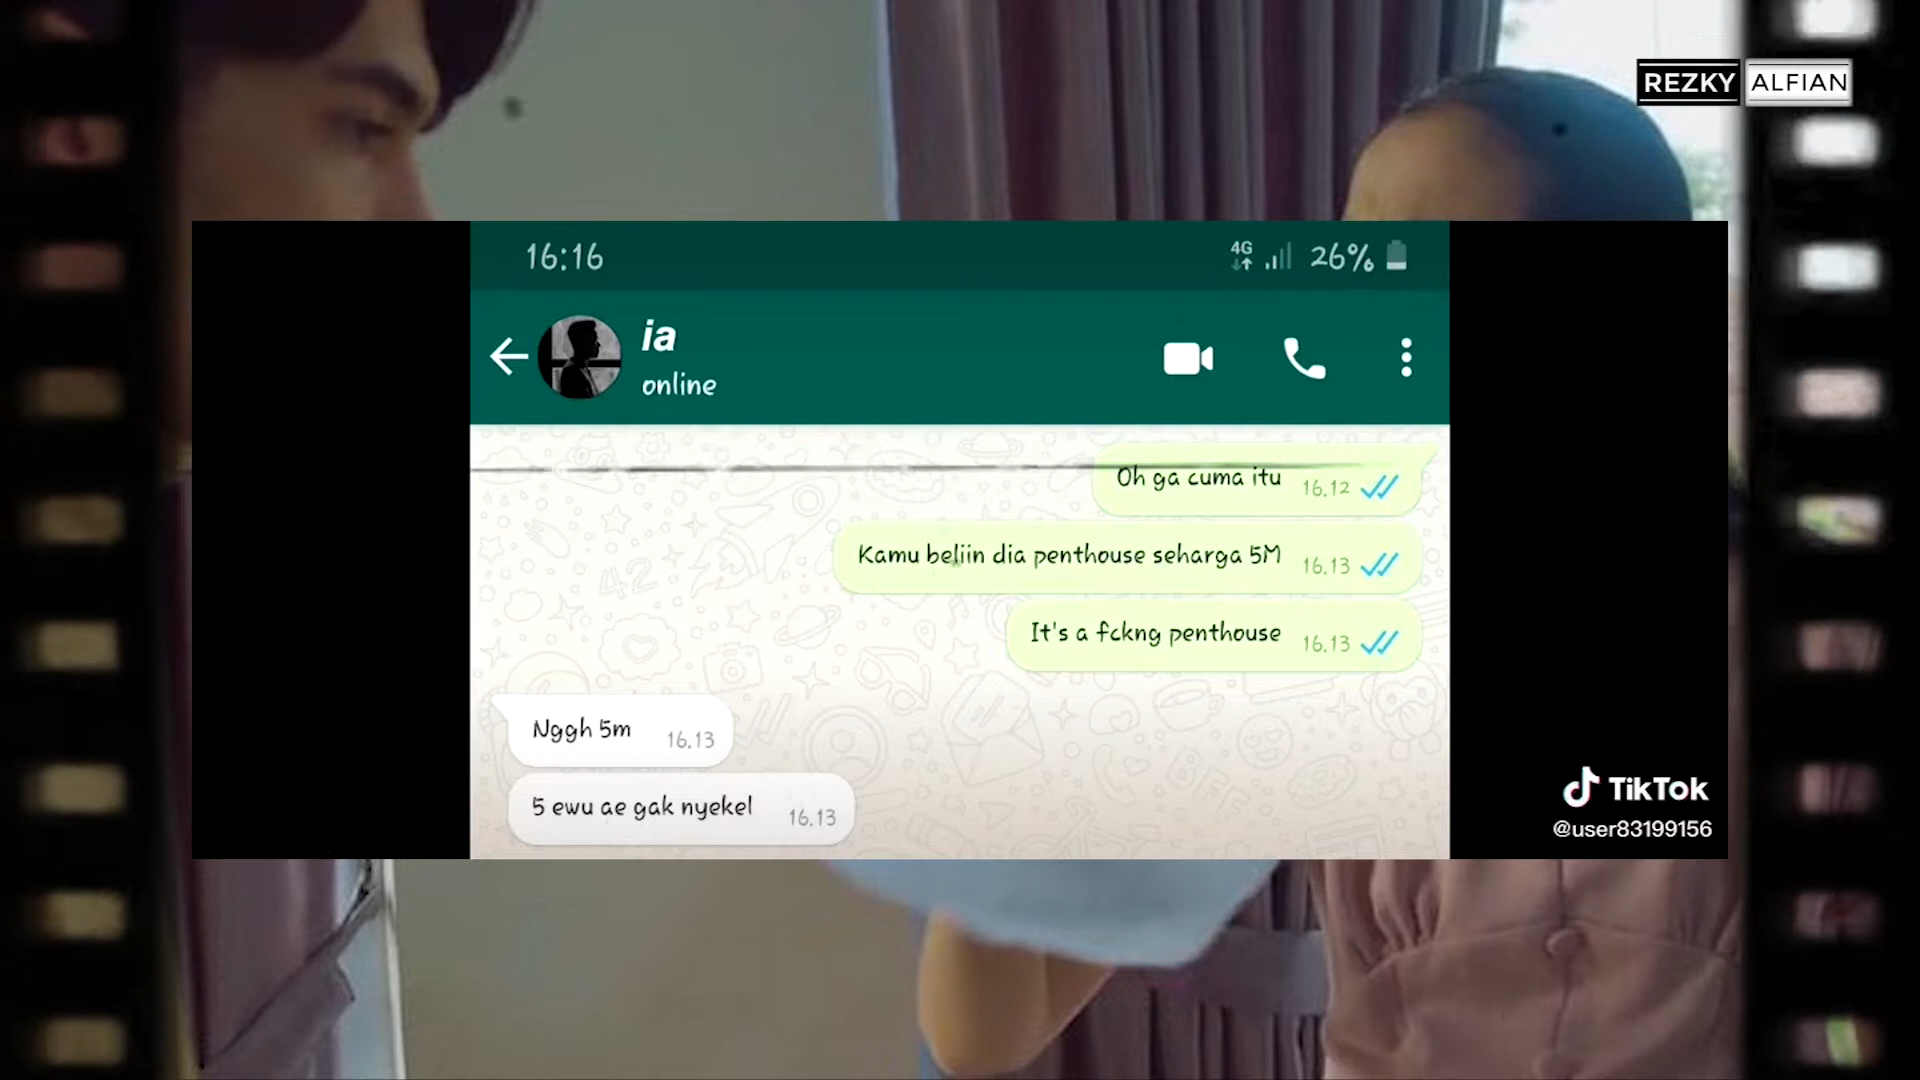 REZKY ALFIAN
16:16 4G 26%
ia
online
Oh ga cuma itu 16.12
Kamu beliin dia penthouse seharga 5M 16.13
It's a fckng penthouse 16.13
Nggh 5m 16.13
5 ewu ae gak nyekel 16.13
TikTok
@user83199156